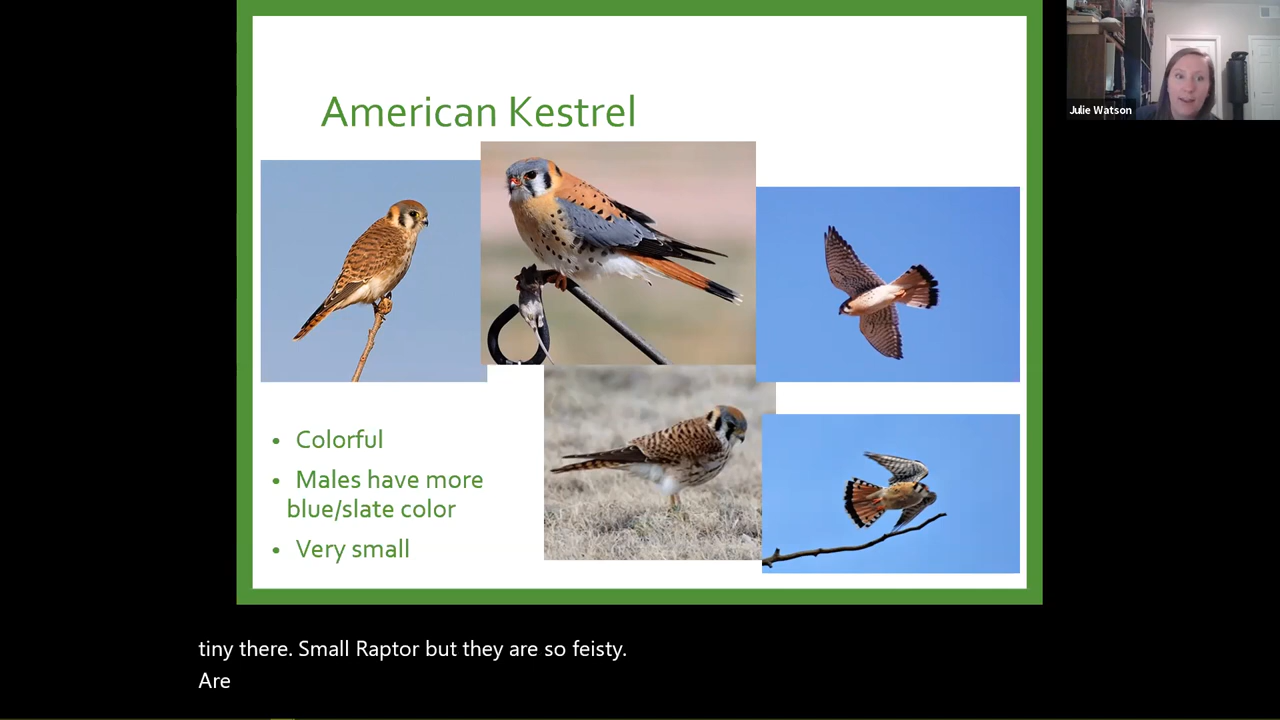 American Kestrel
Julie Watson
• Colorful
• Males have more
blue/slate color
• Very small
tiny there. Small Raptor but they are so feisty.
Are